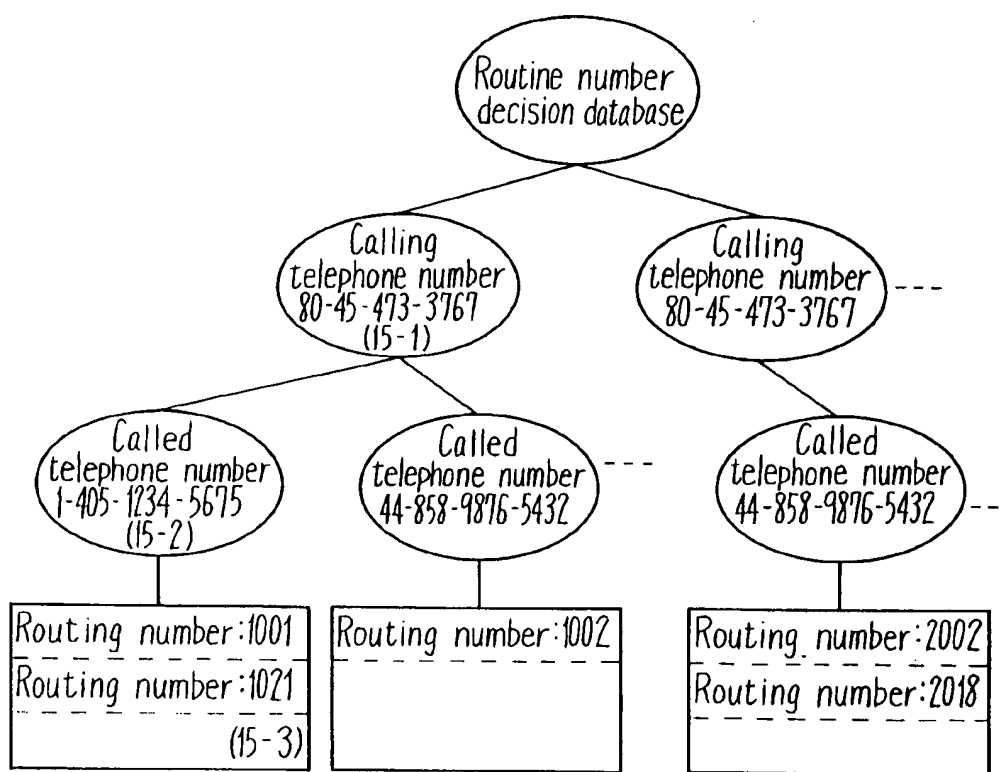 Routine number
decision database
Calling
telephone number
80-45-473-3767
(15-1)
Calling
telephone number
80-45-473-3767
Called
telephone number
1-405-1234-5675
(15-2)
Called
telephone number
44-858-9876-5432
Called
telephone number
44-858-9876-5432
Routing number:1001
Routing number:1021
(15-3)
Routing number:1002
Routing number:2002
Routing number:2018